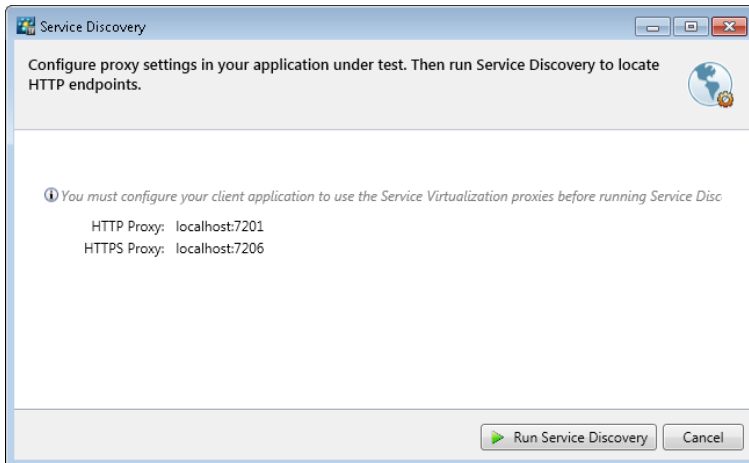 Service Discovery
Configure proxy settings in your application under test. Then run Service Discovery to locate
HTTP endpoints.
You must configure your client application to use the Service Virtualization proxies before running Service Disc
HTTP Proxy: localhost:7201
HTTPS Proxy: localhost:7206
Run Service Discovery Cancel